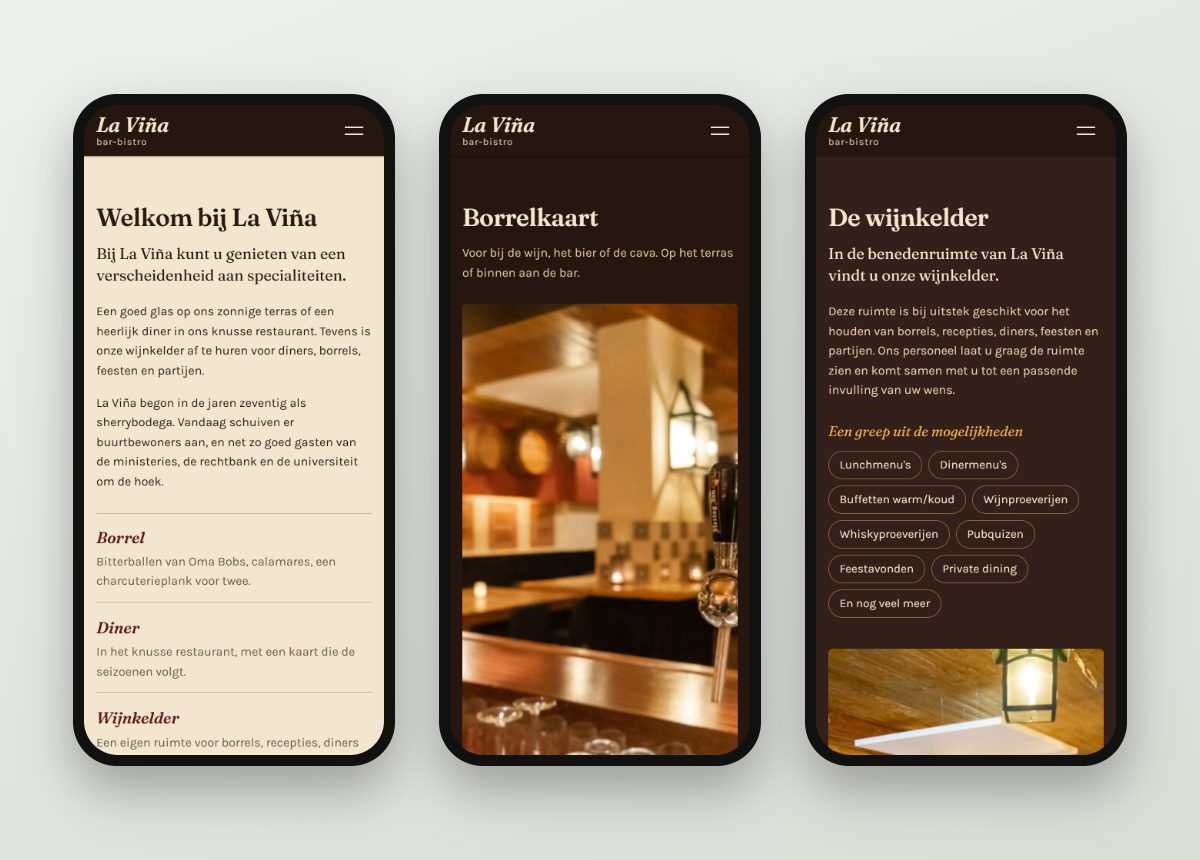 La Viña
bar-bistro
Welkom bij La Viña
Bij La Viña kunt u genieten van een
verscheidenheid aan specialiteiten.
Een goed glas op ons zonnige terras of een
heerlijk diner in ons knusse restaurant. Tevens is
onze wijnkelder af te huren voor diners, borrels,
feesten en partijen.
La Viña begon in de jaren zeventig als
sherrybodega. Vandaag schuiven er
buurtbewoners aan, en net zo goed gasten van
de ministeries, de rechtbank en de universiteit
om de hoek.
Borrel
Bitterballen van Oma Bobs, calamares, een
charcuterieplank voor twee.
Diner
In het knusse restaurant, met een kaart die de
seizoenen volgt.
Wijnkelder
Een eigen ruimte voor borrels, recepties, diners
La Viña
bar-bistro
Borrelkaart
Voor bij de wijn, het bier of de cava. Op het terras
of binnen aan de bar.
La Viña
bar-bistro
De wijnkelder
In de benedenruimte van La Viña
vindt u onze wijnkelder.
Deze ruimte is bij uitstek geschikt voor het
houden van borrels, recepties, diners, feesten en
partijen. Ons personeel laat u graag de ruimte
zien en komt samen met u tot een passende
invulling van uw wens.
Een greep uit de mogelijkheden
Lunchmenu's
Dinermenu's
Buffetten warm/koud
Wijnproeverijen
Whiskyproeverijen
Pubquizen
Feestavonden
Private dining
En nog veel meer